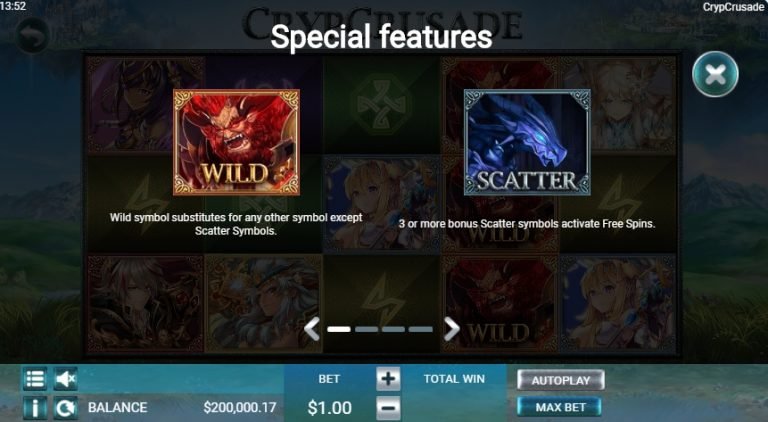 13:52
CrypCrusade
CRYPCRUSADE
Special features
WILD
SCATTER
Wild symbol substitutes for any other symbol except
Scatter Symbols.
3 or more bonus Scatter symbols activate Free Spins.
WILD
BET
TOTAL WIN
AUTOPLAY
BALANCE
$200,000.17
$1.00
MAX BET